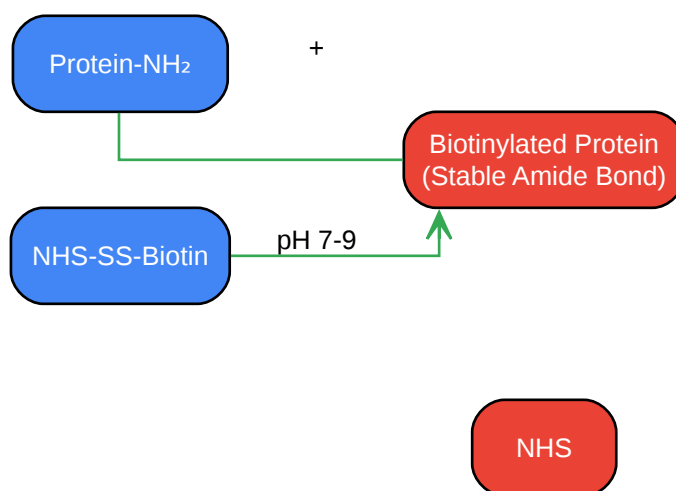 Protein-NH₂
+
Biotinylated Protein
(Stable Amide Bond)
NHS-SS-Biotin
pH 7-9
NHS